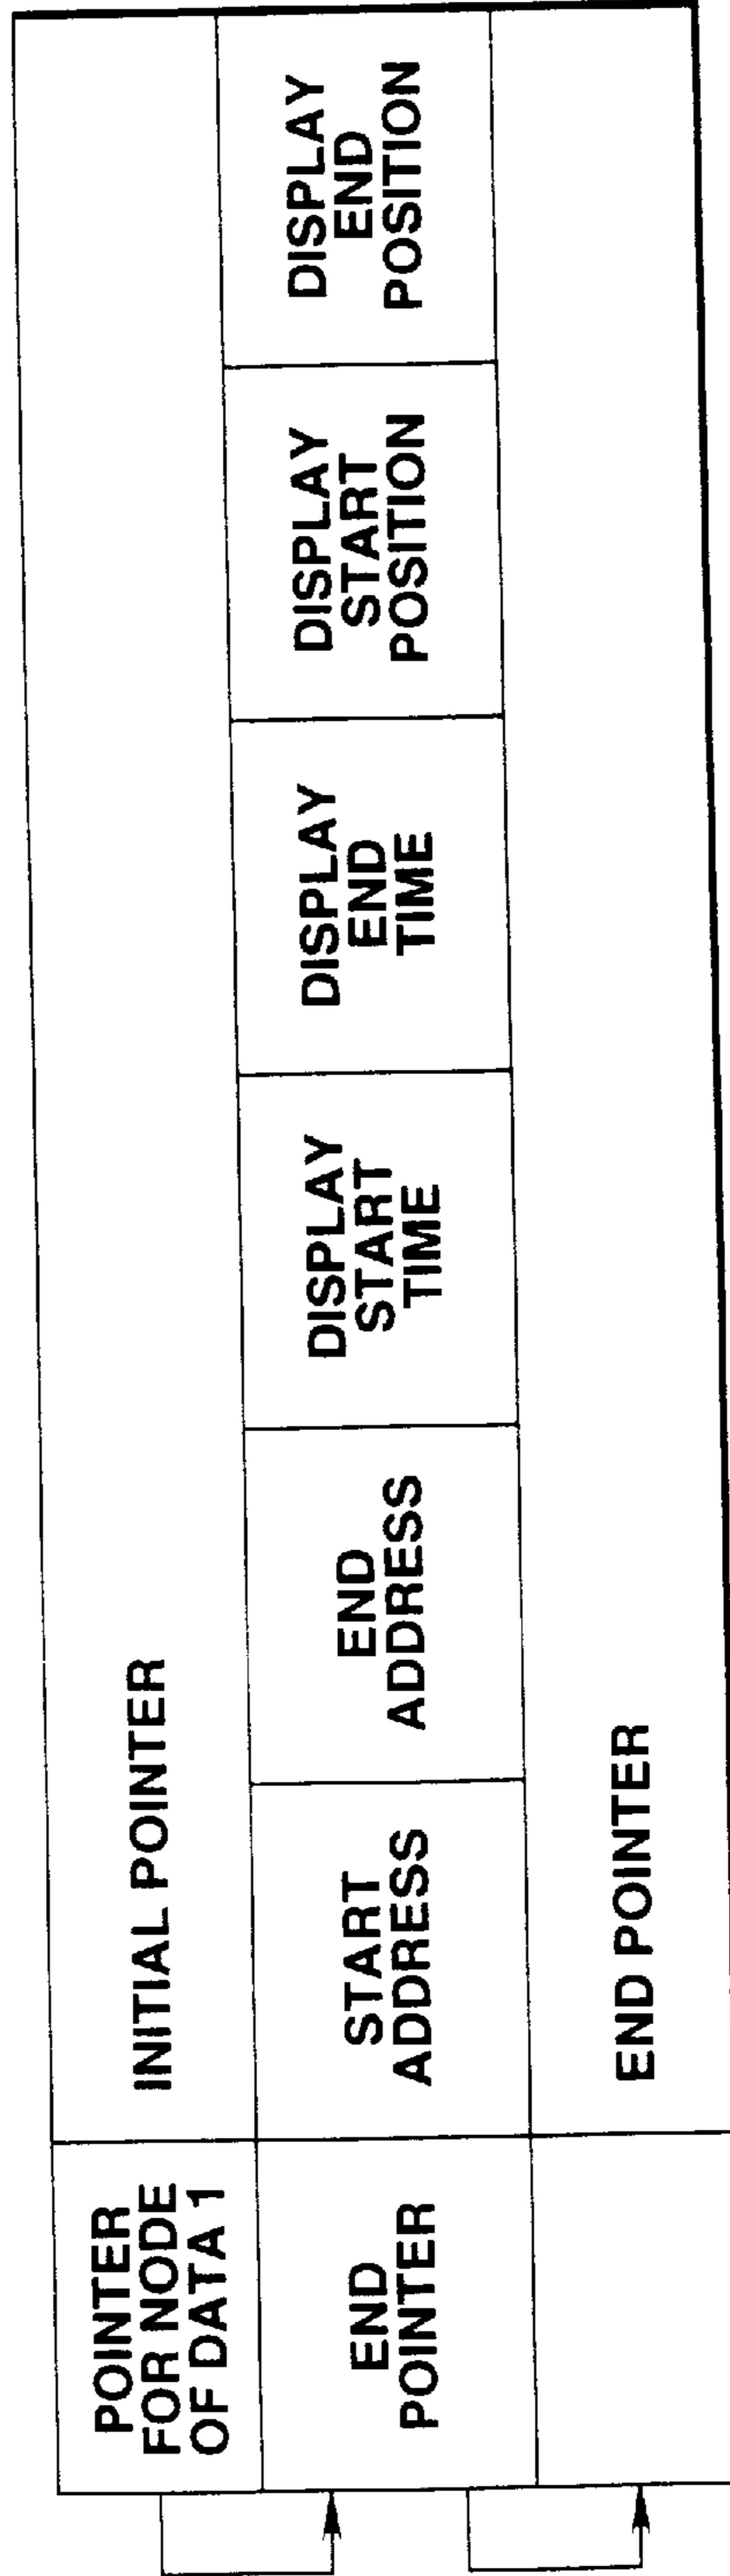 POINTER
FOR NODE
OF DATA 1
INITIAL POINTER
END
POINTER
START
ADDRESS
END
ADDRESS
DISPLAY
START
TIME
DISPLAY
END
TIME
DISPLAY
START
POSITION
DISPLAY
END
POSITION
END POINTER